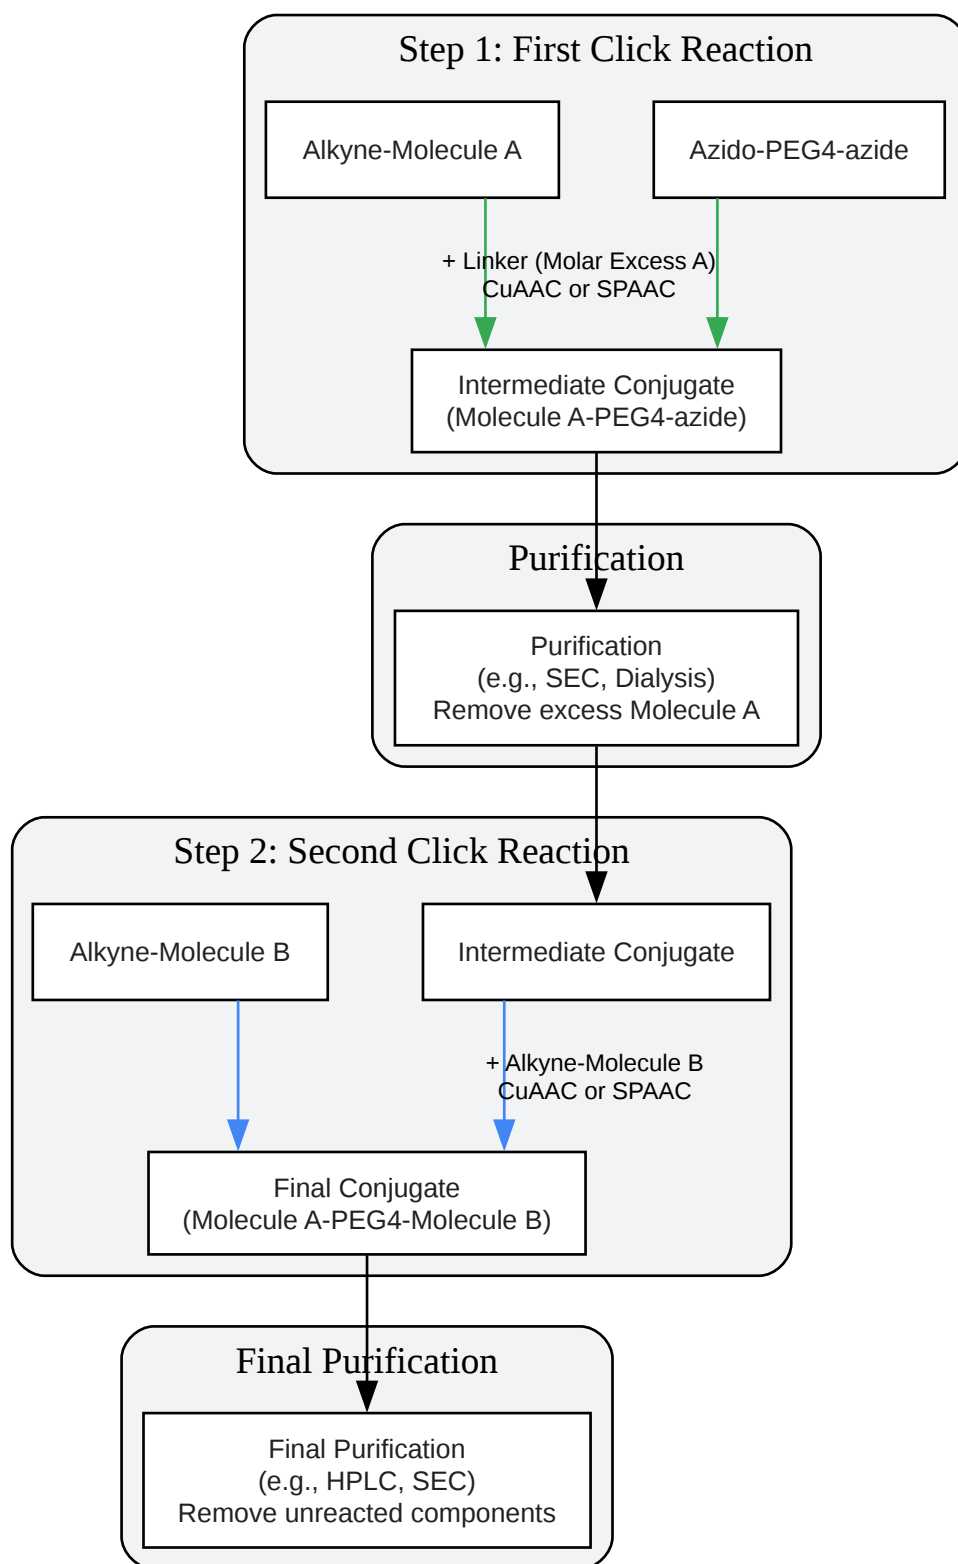 Step 1: First Click Reaction
Alkyne-Molecule A
Azido-PEG4-azide
+ Linker (Molar Excess A)
CuAAC or SPAAC
Intermediate Conjugate
(Molecule A-PEG4-azide)
Purification
Purification
(e.g., SEC, Dialysis)
Remove excess Molecule A
Step 2: Second Click Reaction
Alkyne-Molecule B
Intermediate Conjugate
+ Alkyne-Molecule B
CuAAC or SPAAC
Final Conjugate
(Molecule A-PEG4-Molecule B)
Final Purification
Final Purification
(e.g., HPLC, SEC)
Remove unreacted components